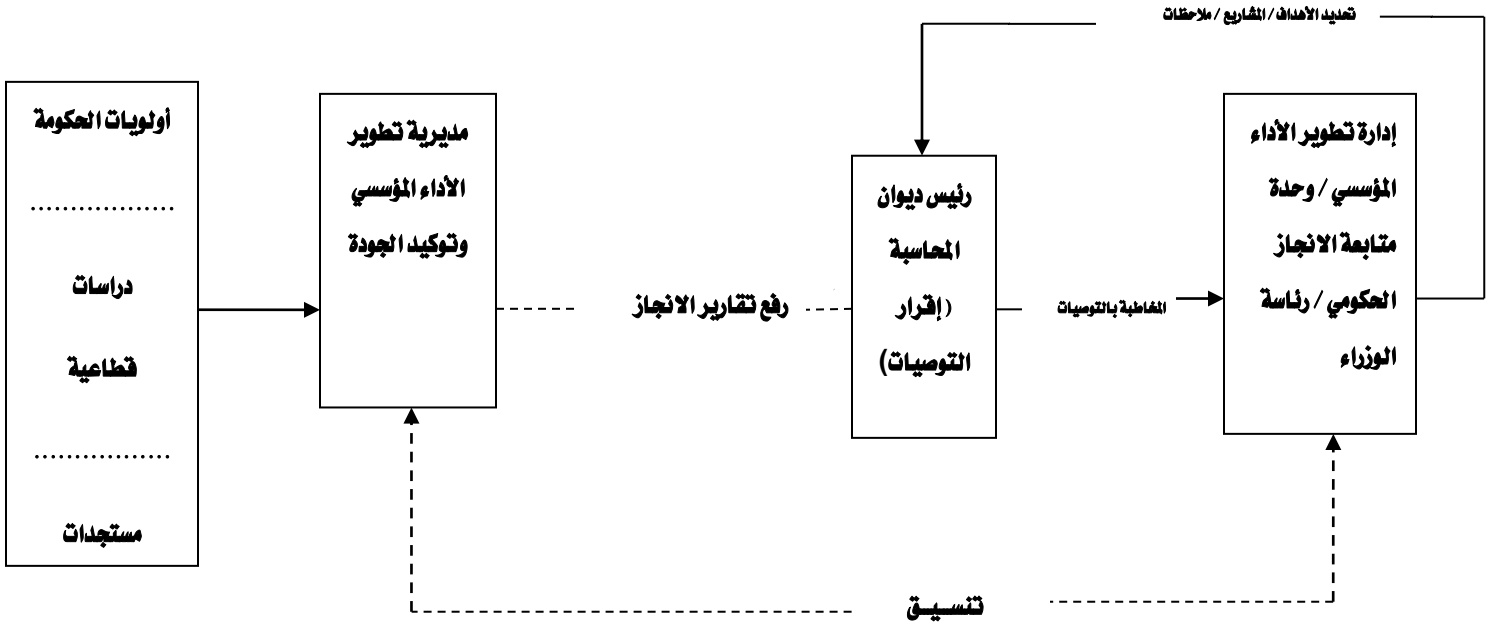 تحديد الأهداف / المشاريع / ملاحظات
أولويات الحكومة
..................
دراسات
قطاعية
.................
مستجدات
مديرية تطوير
الأداء المؤسسي
وتوكيد الجودة
رفع تقارير الانجاز
رئيس ديوان
المحاسبة
(إقرار
التوصيات)
المخاطبة بالتوصيات
إدارة تطوير الأداء
المؤسسي / وحدة
متابعة الانجاز
الحكومي / رئاسة
الوزراء
تنســيــق